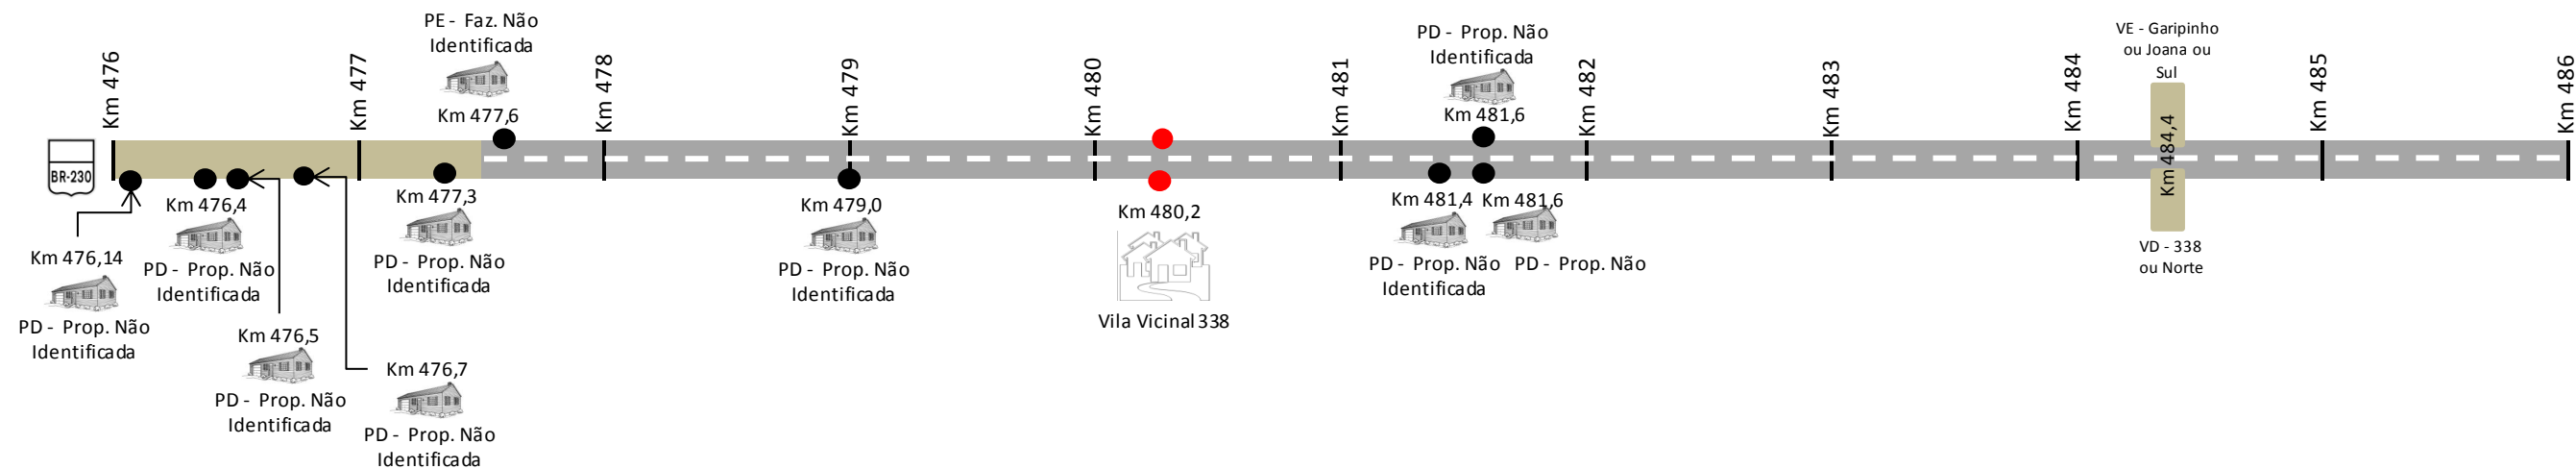 PE - Faz. Não
Identificada
Km 477,6
PD - Prop. Não
Identificada
Km 481,6
VE - Garipinho
ou Joana ou
Sul
Km 476
Km 477
Km 478
Km 479
Km 480
Km 481
Km 482
Km 483
Km 484
Km 485
Km 486
BR-230
Km 484,4
Km 476,14
PD - Prop. Não
Identificada
Km 476,4
PD - Prop. Não
Identificada
Km 476,5
PD - Prop. Não
Identificada
Km 476,7
PD - Prop. Não
Identificada
Km 477,3
PD - Prop. Não
Identificada
Km 479,0
PD - Prop. Não
Identificada
Km 480,2
Vila Vicinal 338
Km 481,4
PD - Prop. Não
Identificada
Km 481,6
PD - Prop. Não
VD - 338
ou Norte